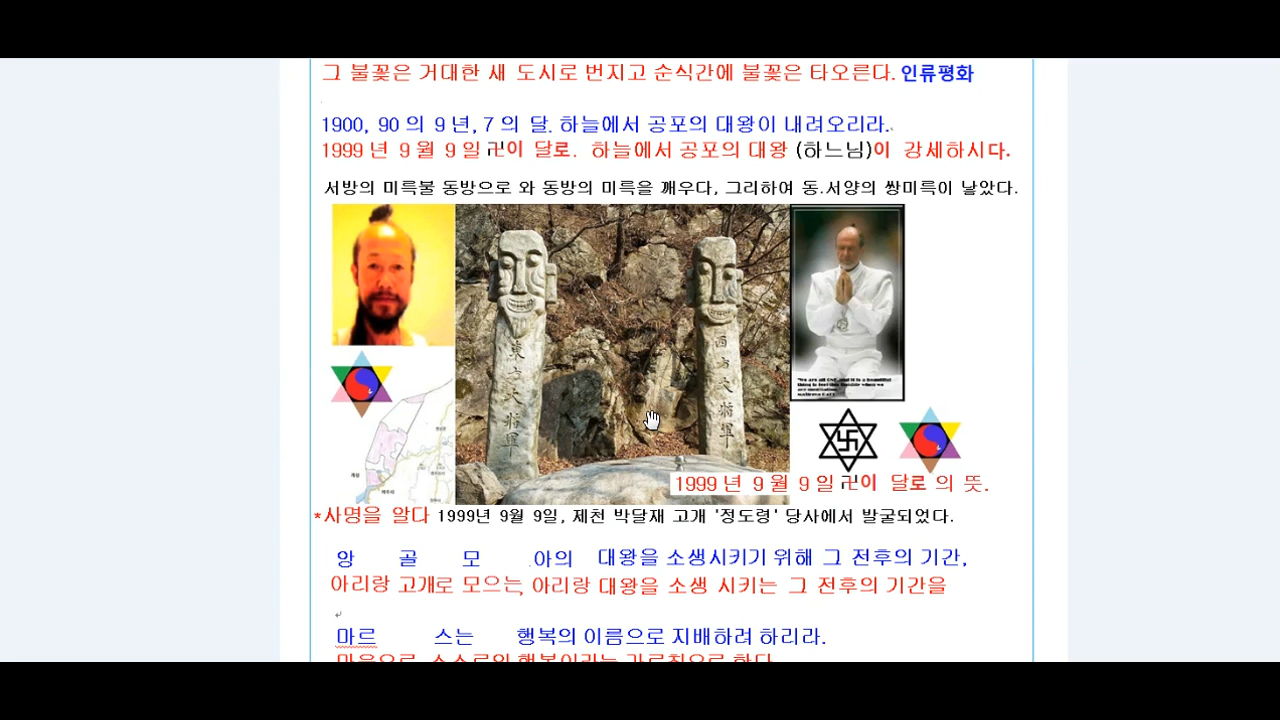 그 불꽃은 거대한 새 도시로 번지고 순식간에 불꽃은 타오른다. 인류평화
1900, 90 의 9 년, 7 의 달. 하늘에서 공포의 대왕이 내려오리라.
1999 년 9 월 9 일 卍이 달로. 하늘에서 공포의 대왕 (하느님)이 강세하시다.
서방의 미륵불 동방으로 와 동방의 미륵을 깨우다, 그리하여 동.서양의 쌍미륵이 낳았다.
東方大將軍
西方大將軍
"We are all ONE, and it is a beautiful
1999 년 9 월 9 일 卍이 달로 의 뜻.
*사명을 알다 1999년 9월 9일, 제천 박달재 고개 '정도령' 당사에서 발굴되었다.
앙 골 모 아의 대왕을 소생시키기 위해 그 전후의 기간,
아리랑 고개로 모으는, 아리랑 대왕을 소생 시키는 그 전후의 기간을
마르 스는 행복의 이름으로 지배하려 하리라.